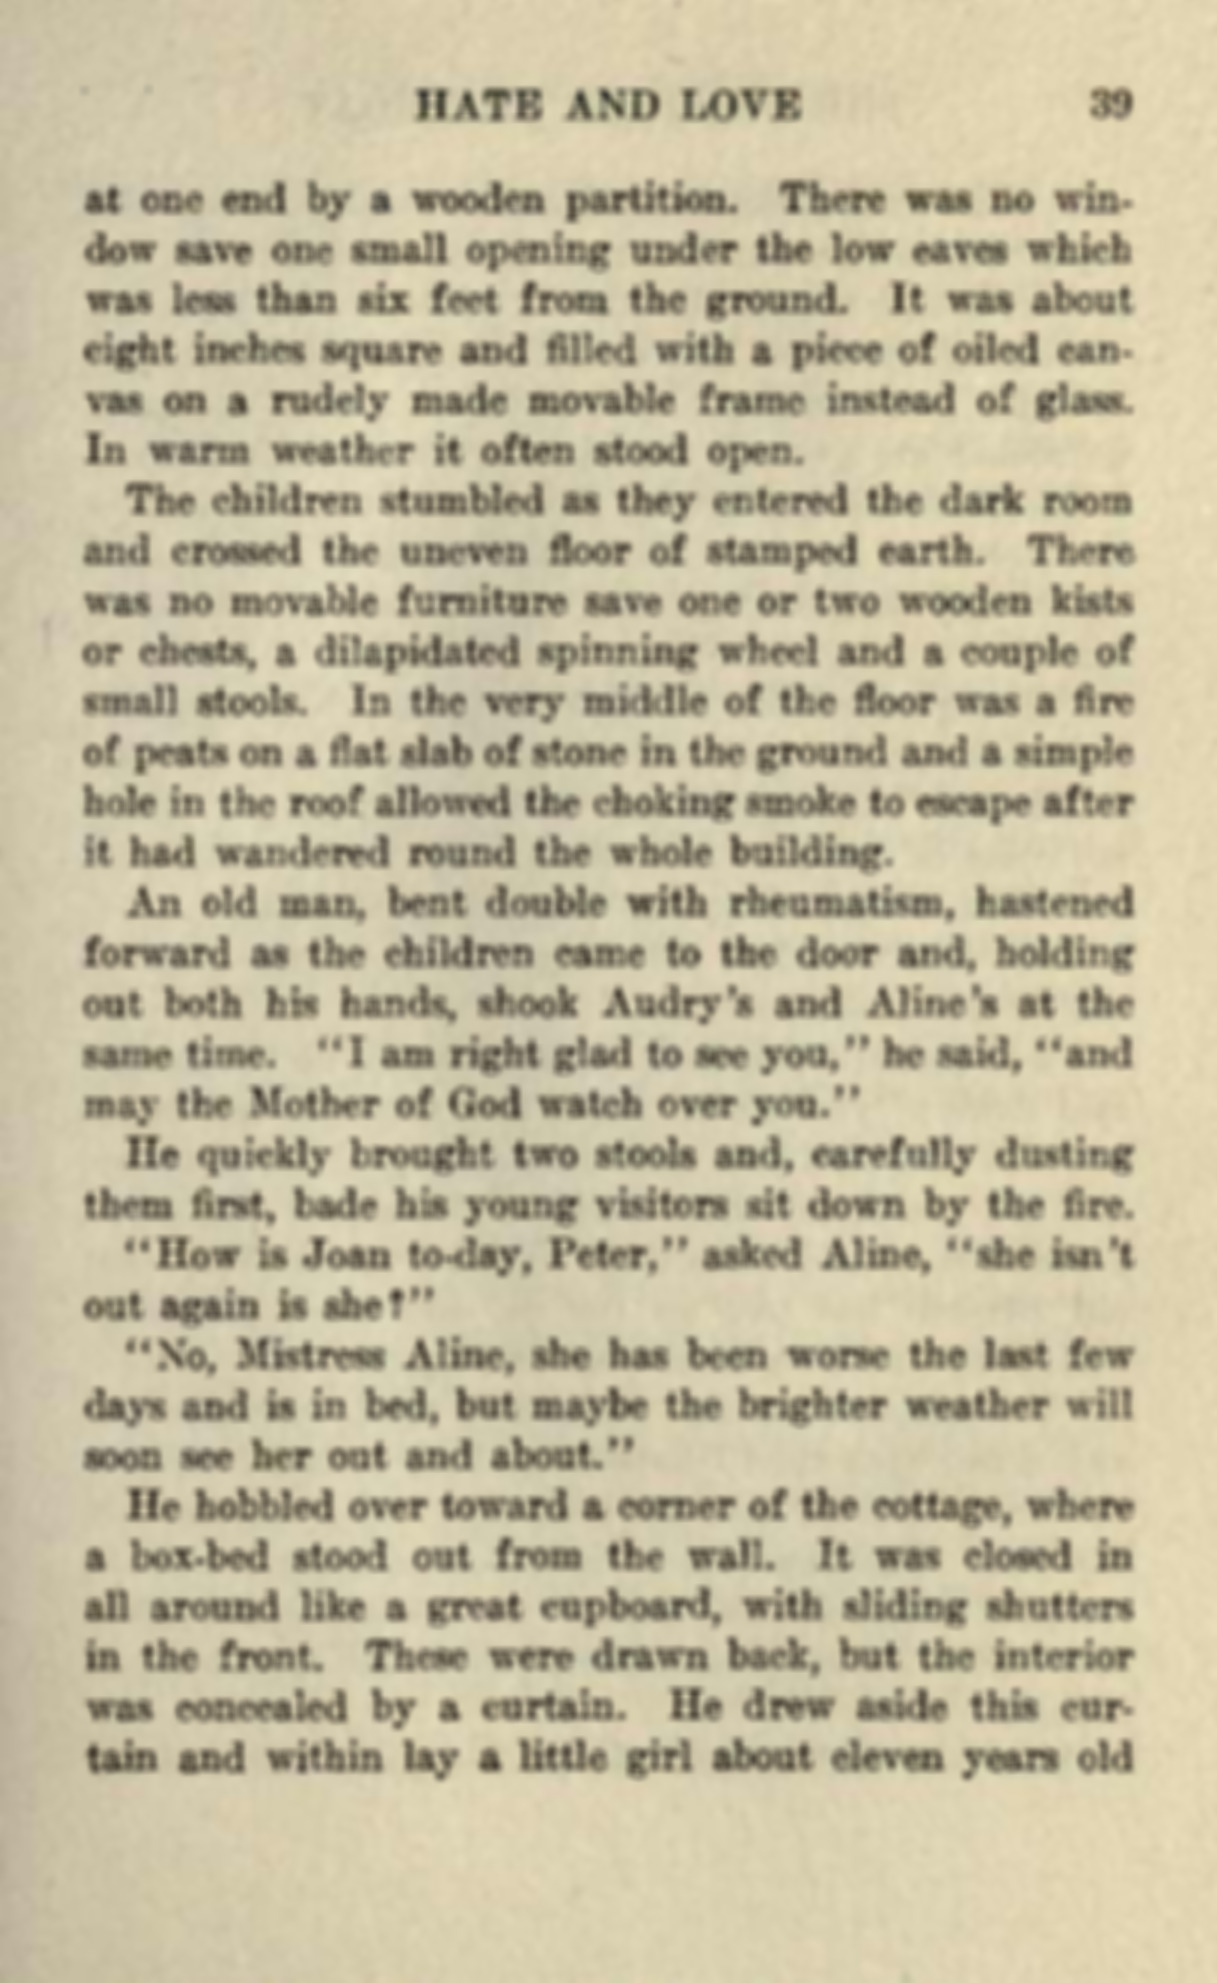 HATE AND LOVE 39
at one end by a wooden partition. There was no win-
dow save one small opening under the low eaves which
was less than six feet from the ground. It was about
eight inches square and filled with a piece of oiled can-
vas on a rudely made movable frame instead of glass.
In warm weather it often stood open.
The children stumbled as they entered the dark room
and crossed the uneven floor of stamped earth. There
was no movable furniture save one or two wooden kists
or chests, a dilapidated spinning wheel and a couple of
small stools. In the very middle of the floor was a fire
of peats on a flat slab of stone in the ground and a simple
hole in the roof allowed the choking smoke to escape after
it had wandered round the whole building.
An old man, bent double with rheumatism, hastened
forward as the children came to the door and, holding
out both his hands, shook Audry's and Aline's at the
same time. "I am right glad to see you," he said, "and
may the Mother of God watch over you."
He quickly brought two stools and, carefully dusting
them first, bade his young visitors sit down by the fire.
"How is Joan to-day, Peter," asked Aline, "she isn't
out again is she?"
"No, Mistress Aline, she has been worse the last few
days and is in bed, but maybe the brighter weather will
soon see her out and about."
He hobbled over toward a corner of the cottage, where
a box-bed stood out from the wall. It was closed in
all around like a great cupboard, with sliding shutters
in the front. These were drawn back, but the interior
was concealed by a curtain. He drew aside this cur-
tain and within lay a little girl about eleven years old